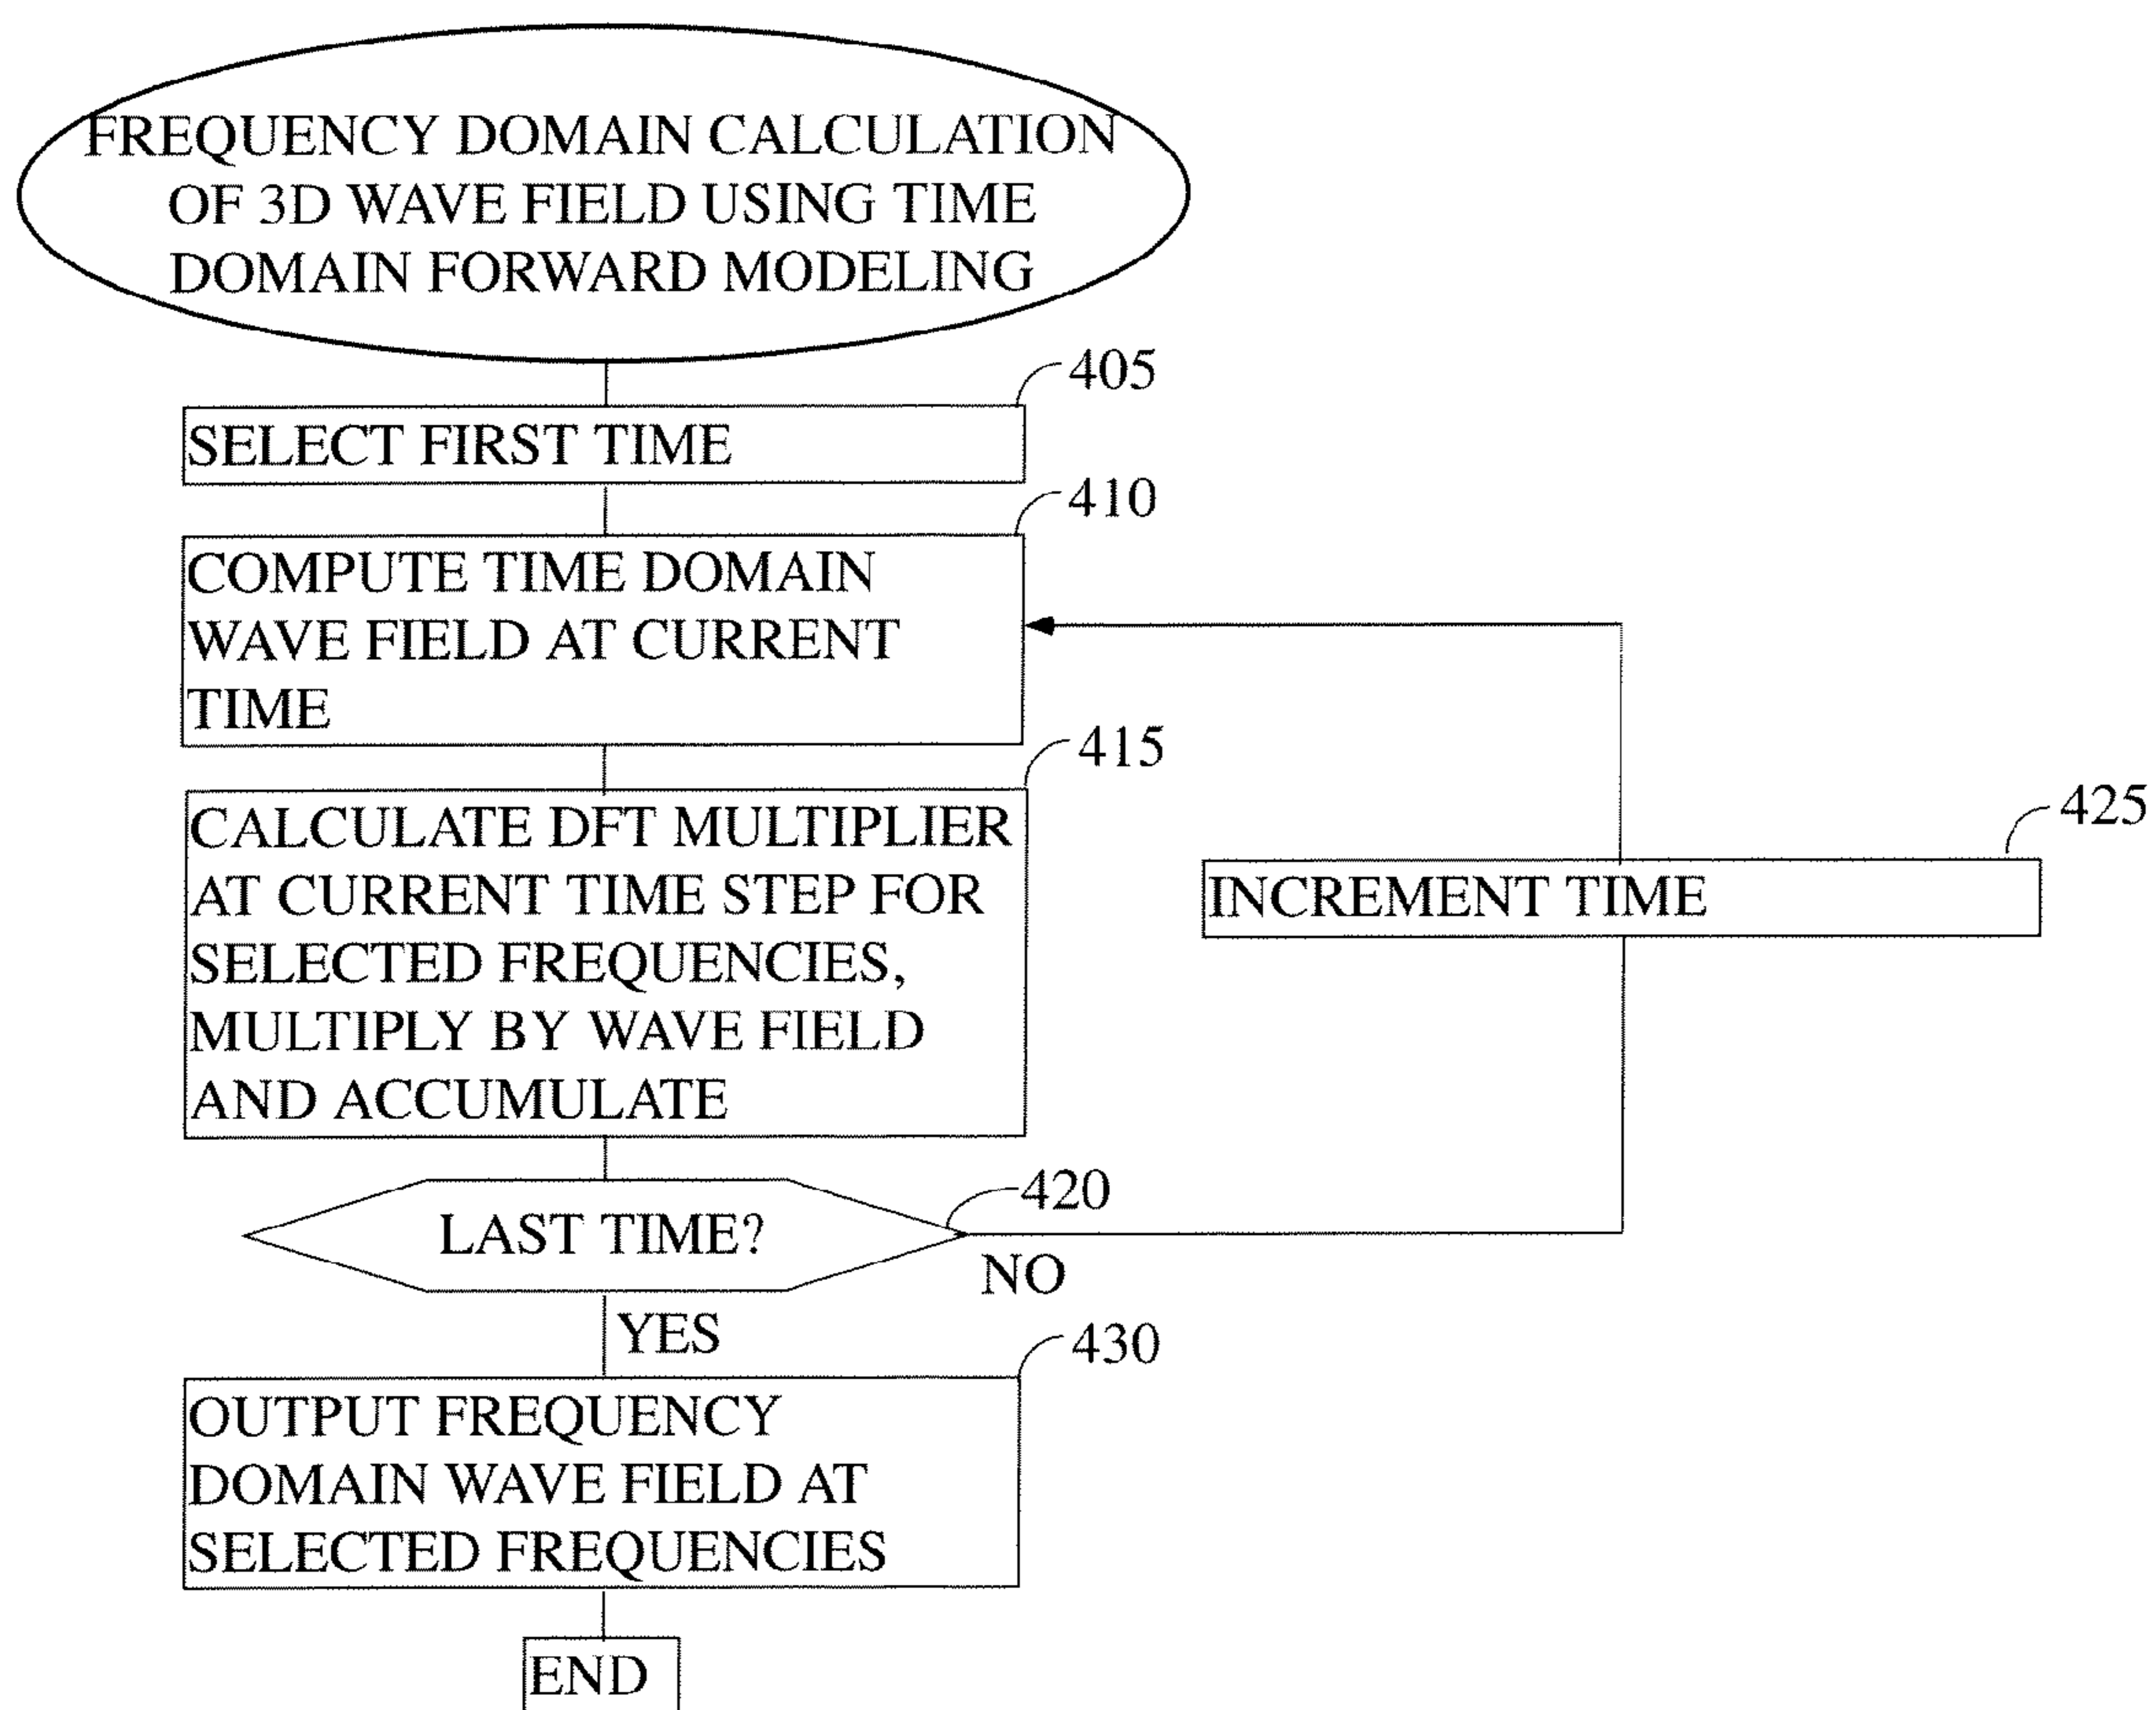 FREQUENCY DOMAIN CALCULATION
OF 3D WAVE FIELD USING TIME
DOMAIN FORWARD MODELING
405
SELECT FIRST TIME
410
COMPUTE TIME DOMAIN
WAVE FIELD AT CURRENT
TIME
415
CALCULATE DFT MULTIPLIER
AT CURRENT TIME STEP FOR
SELECTED FREQUENCIES,
MULTIPLY BY WAVE FIELD
AND ACCUMULATE
425
INCREMENT TIME
420
LAST TIME?
NO
YES
430
OUTPUT FREQUENCY
DOMAIN WAVE FIELD AT
SELECTED FREQUENCIES
END